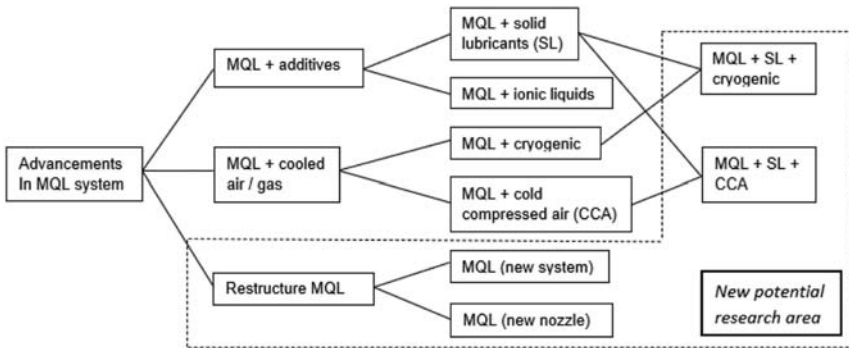 Advancements
In MQL system
MQL + additives
MQL + cooled
air / gas
Restructure MQL
MQL + solid
lubricants (SL)
MQL + ionic liquids
MQL + cryogenic
MQL + cold
compressed air (CCA)
MQL (new system)
MQL (new nozzle)
MQL + SL +
cryogenic
MQL + SL +
CCA
New potential
research area